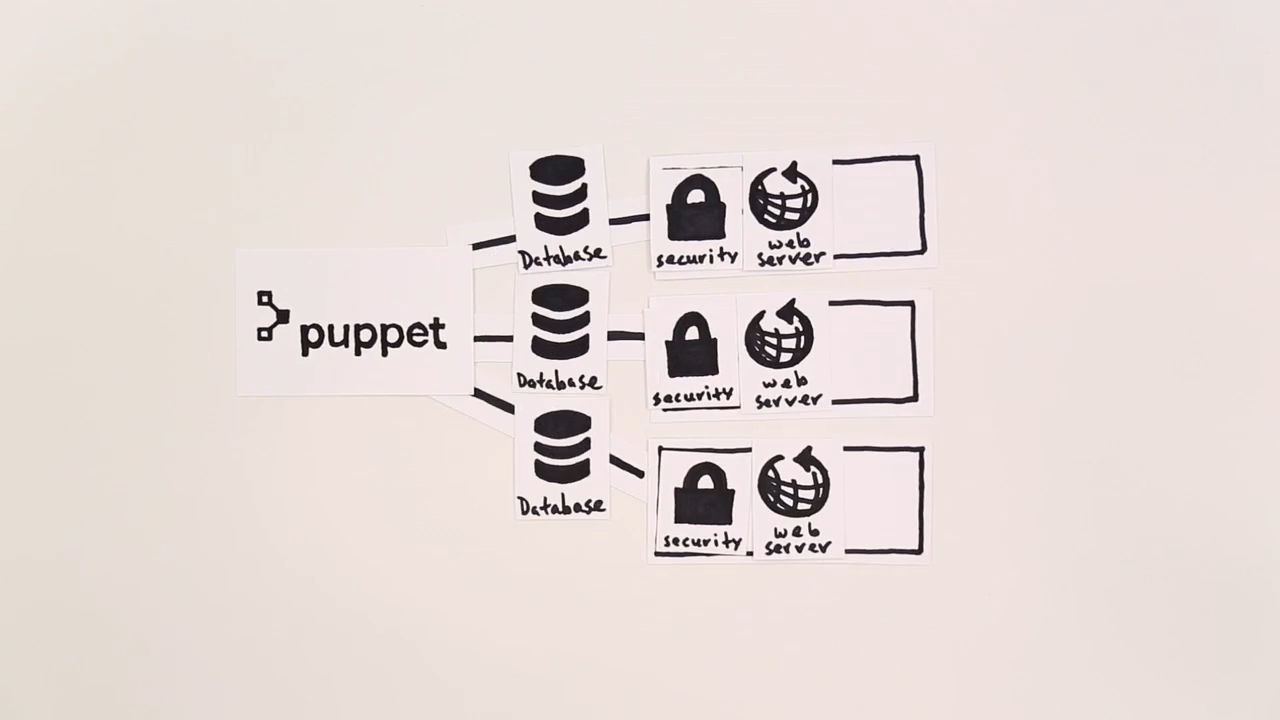 puppet
Database
security
web
server
Database
security
web
server
Database
security
web
server